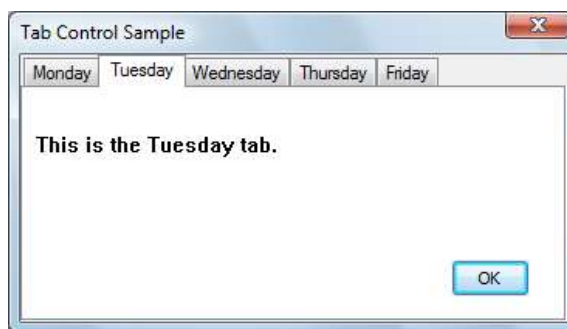 Tab Control Sample
Monday Tuesday Wednesday Thursday Friday
This is the Tuesday tab.
OK